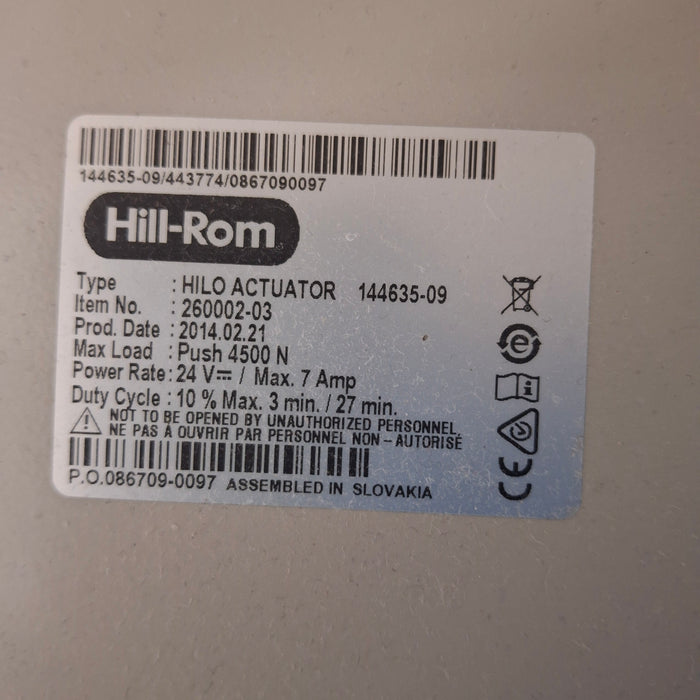 144635-09/443774/0867090097
Hill-Rom
Type : HILO ACTUATOR 144635-09
Item No. : 260002-03
Prod. Date : 2014.02.21
Max Load : Push 4500 N
Power Rate : 24 V⎓ / Max. 7 Amp
Duty Cycle : 10 % Max. 3 min. / 27 min.
NOT TO BE OPENED BY UNAUTHORIZED PERSONNEL
NE PAS À OUVRIR PAR PERSONNEL NON - AUTORISÉ
P.O.086709-0097 ASSEMBLED IN SLOVAKIA
e
i
CE